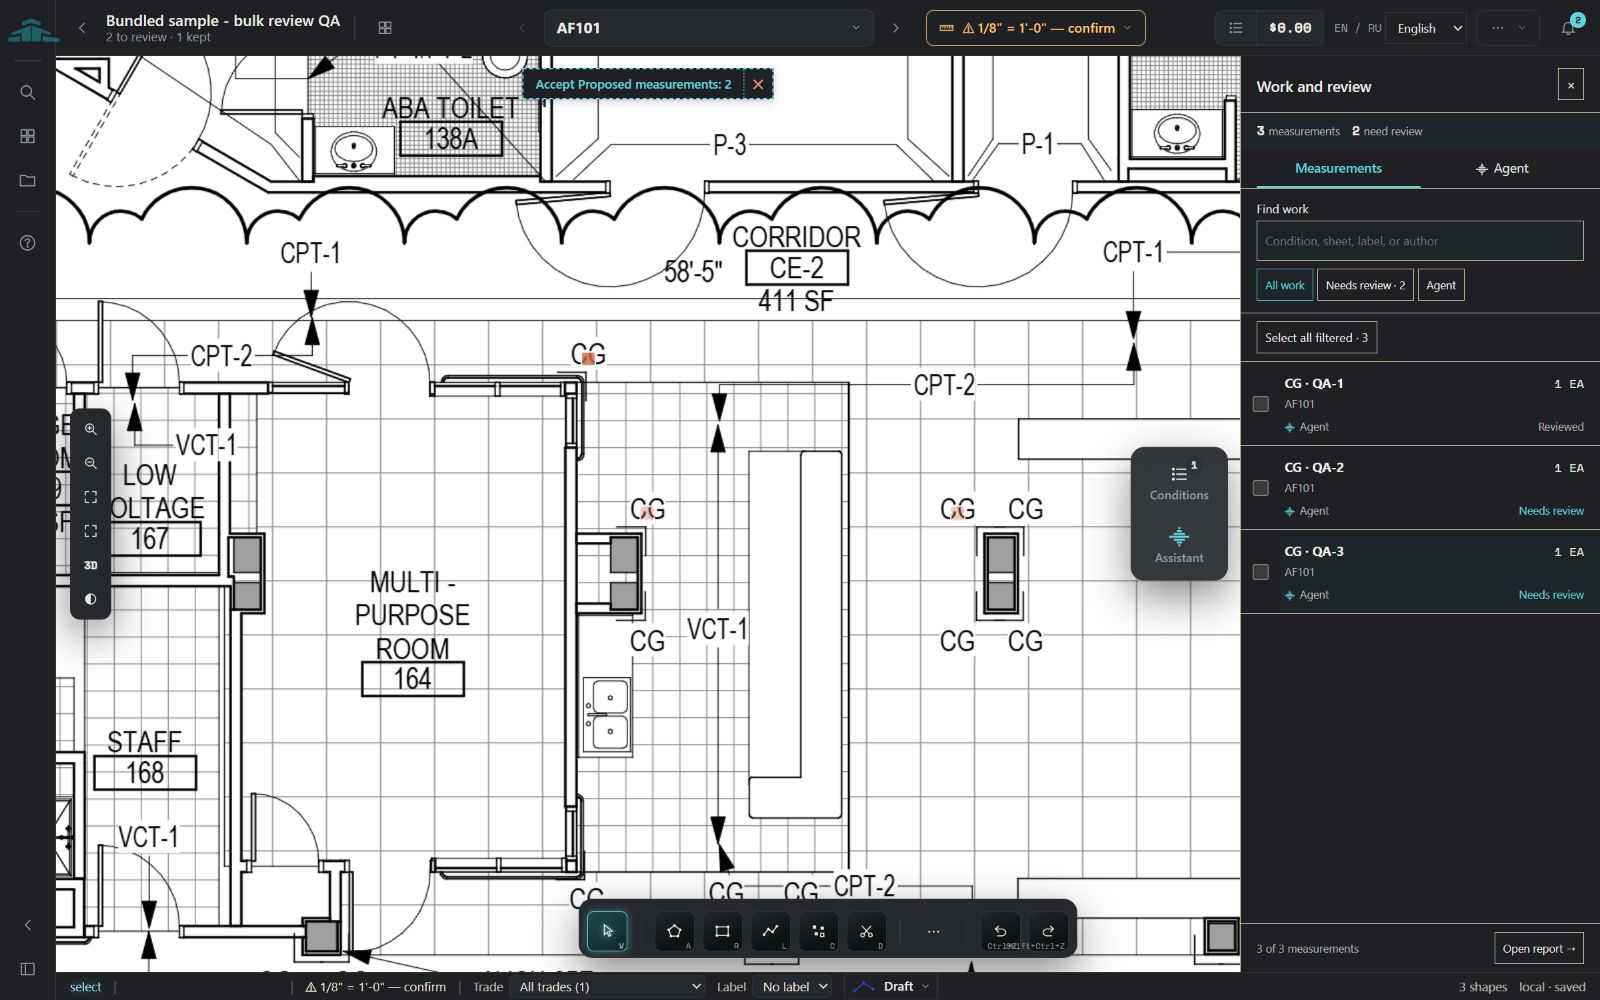 Bundled sample - bulk review QA
2 to review · 1 kept
AF101
⚠ 1/8" = 1'-0" — confirm
$0.00
EN / RU
English
2
Accept Proposed measurements: 2
ABA TOILET
138A
P-3
P-1
CPT-1
CORRIDOR
CE-2
58'-5"
411 SF
CPT-1
CPT-2
CG
CPT-2
VCT-1
LOW
OLTAGE
167
3D
CG
CG
CG
MULTI -
PURPOSE
ROOM
164
VCT-1
CG
CG
CG
STAFF
168
VCT-1
CG
CG
CG
CPT-2
1
Conditions
Assistant
V
A
R
L
C
D
Work and review
3 measurements 2 need review
Measurements
Agent
Find work
Condition, sheet, label, or author
All work
Needs review · 2
Agent
Select all filtered · 3
CG · QA-1
1 EA
AF101
Agent
Reviewed
CG · QA-2
1 EA
AF101
Agent
Needs review
CG · QA-3
1 EA
AF101
Agent
Needs review
3 of 3 measurements
Open report →
select
⚠ 1/8" = 1'-0" — confirm
Trade
All trades (1)
Label
No label
Draft
3 shapes
local · saved